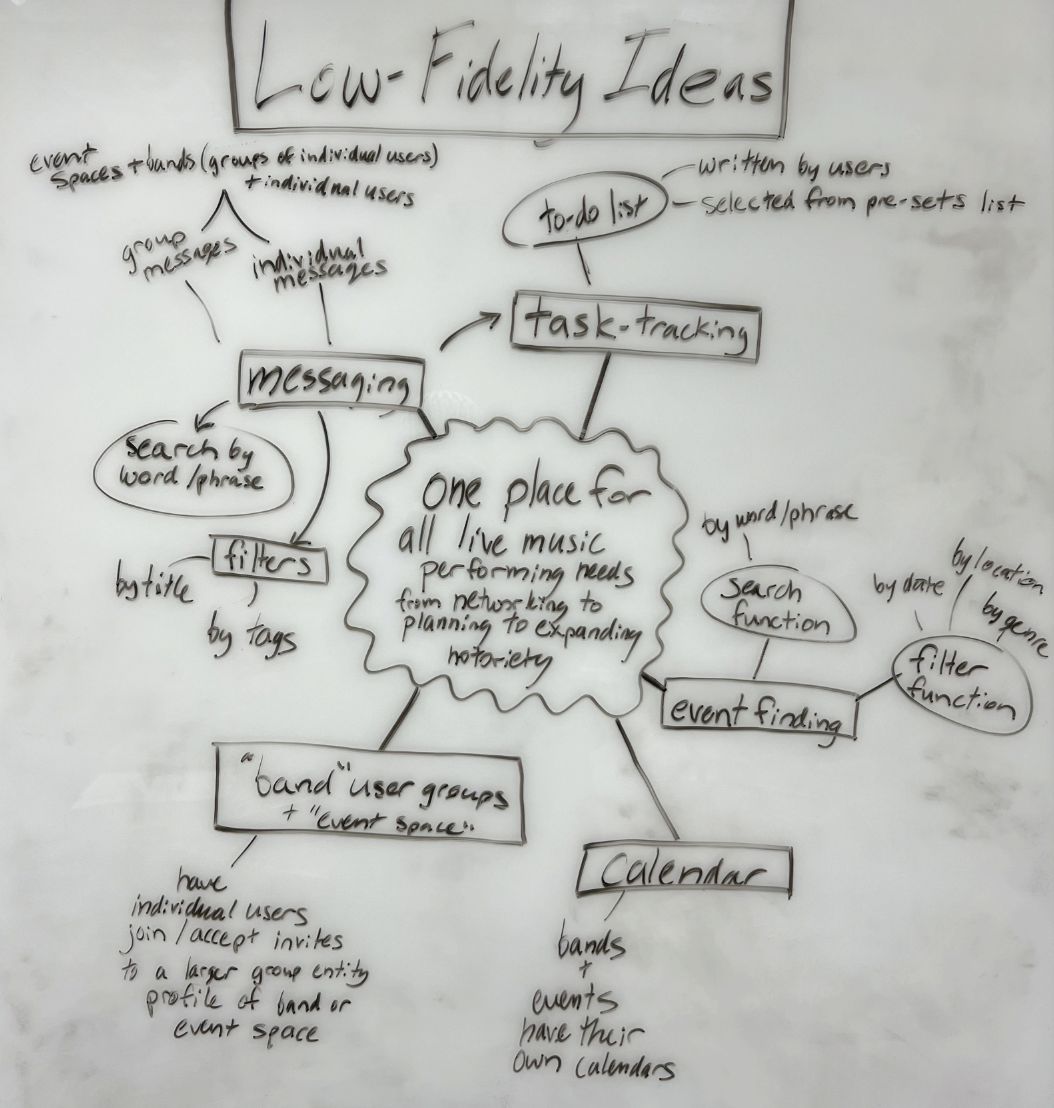 Low-Fidelity Ideas
event
spaces + bands (groups of individual users)
+ individual users
group
messages
individual
messages
to-do list
written by users
selected from pre-sets list
task-tracking
messaging
search by
word/phrase
filters
by title
by tags
one place for
all live music
performing needs
from networking to
planning to expanding
notoriety
by word/phrase
search
function
by date
by location
by genre
filter
function
event finding
"band" user groups
+ "event space"
have
individual users
join/accept invites
to a larger group entity
profile of band or
event space
calendar
bands
+
events
have their
own calendars